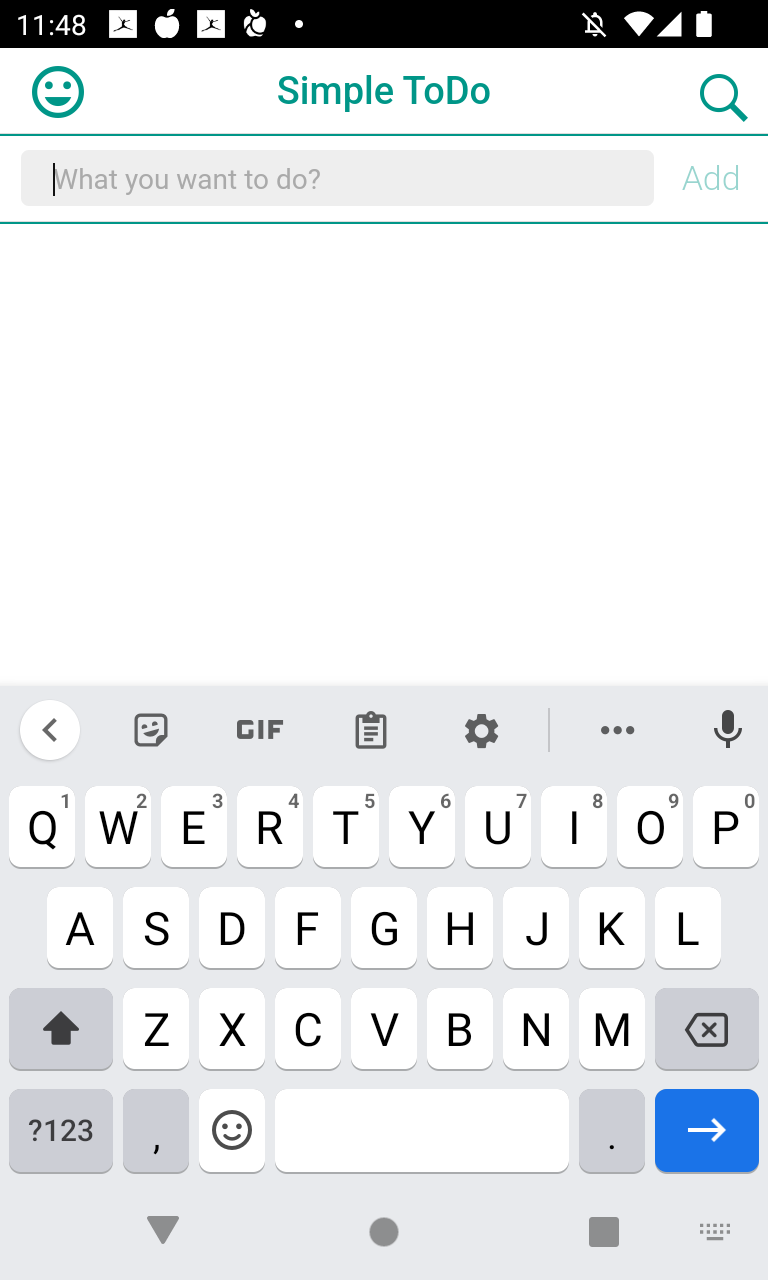 11:48
Simple ToDo
What you want to do?
Add
GIF
Q 1 W 2 E 3 R 4 T 5 Y 6 U 7 I 8 O 9 P 0
A S D F G H J K L
Z X C V B N M
?123 , .